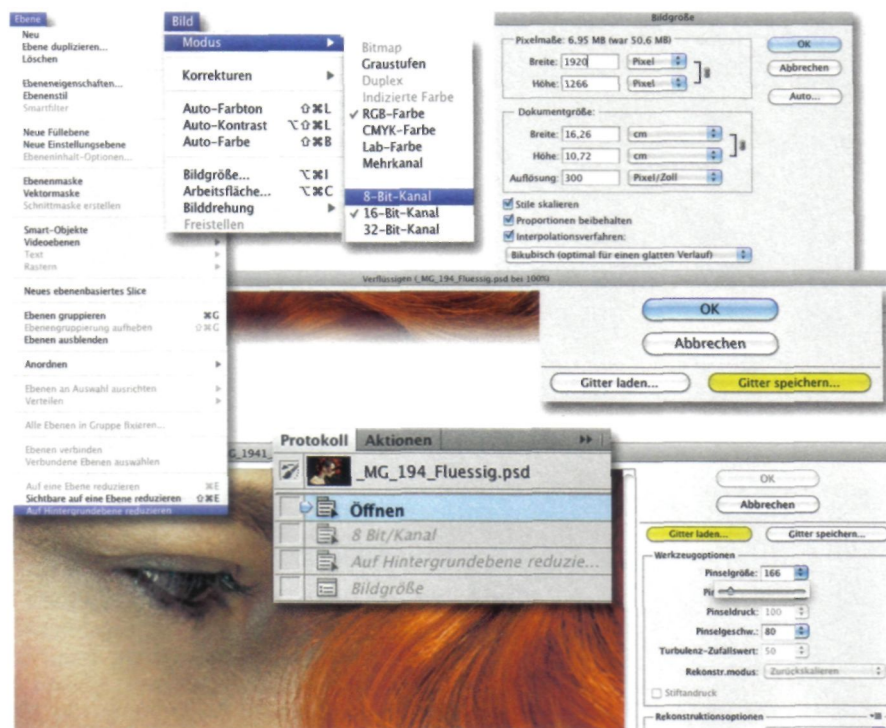 Ebene
Neu
Ebene duplizieren...
Löschen
Ebeneneigenschaften...
Ebenenstil
Smartfilter
Neue Füllebene
Neue Einstellungsebene
Ebeneninhalt-Optionen...
Ebenenmaske
Vektormaske
Schnittmaske erstellen
Smart-Objekte
Videoebenen
Text
Rastern
Neues ebenenbasiertes Slice
Ebenen gruppieren ⌘G
Ebenengruppierung aufheben ⇧⌘G
Ebenen ausblenden
Anordnen
Ebenen an Auswahl ausrichten
Verteilen
Alle Ebenen in Gruppe fixieren...
Ebenen verbinden
Verbundene Ebenen auswählen
Auf eine Ebene reduzieren ⌘E
Sichtbare auf eine Ebene reduzieren ⇧⌘E
Auf Hintergrundebene reduzieren
Bild
Modus
Korrekturen
Auto-Farbton ⇧⌘L
Auto-Kontrast ⌥⇧⌘L
Auto-Farbe ⇧⌘B
Bildgröße... ⌥⌘I
Arbeitsfläche... ⌥⌘C
Bilddrehung
Freistellen
Bitmap
Graustufen
Duplex
Indizierte Farbe
✓ RGB-Farbe
CMYK-Farbe
Lab-Farbe
Mehrkanal
8-Bit-Kanal
✓ 16-Bit-Kanal
32-Bit-Kanal
Bildgröße
Pixelmaße: 6,95 MB (war 50,6 MB)
Breite: 1920 Pixel
Höhe: 1266 Pixel
Dokumentgröße:
Breite: 16,26 cm
Höhe: 10,72 cm
Auflösung: 300 Pixel/Zoll
Stile skalieren
Proportionen beibehalten
Interpolationsverfahren:
Bikubisch (optimal für einen glatten Verlauf)
OK
Abbrechen
Auto...
Verflüssigen (_MG_194_Fluessig.psd bei 100%)
OK
Abbrechen
Gitter laden...
Gitter speichern...
G_1941_
Protokoll Aktionen
_MG_194_Fluessig.psd
Öffnen
8 Bit/Kanal
Auf Hintergrundebene reduzie...
Bildgröße
OK
Abbrechen
Gitter laden...
Gitter speichern...
Werkzeugoptionen
Pinselgröße: 166
Pinseldruck: 100
Pinselgeschw.: 80
Turbulenz-Zufallswert: 50
Rekonstr.modus: Zurückskalieren
Stiftandruck
Rekonstruktionsoptionen